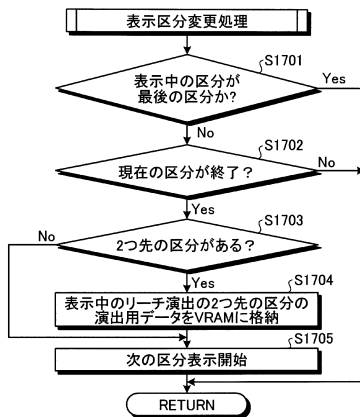 表示区分変更処理
S1701
表示中の区分が
最後の区分か?
Yes
No
S1702
現在の区分が終了?
No
Yes
S1703
2つ先の区分がある?
No
Yes
S1704
表示中のリーチ演出の2つ先の区分の
演出用データをVRAMに格納
S1705
次の区分表示開始
RETURN